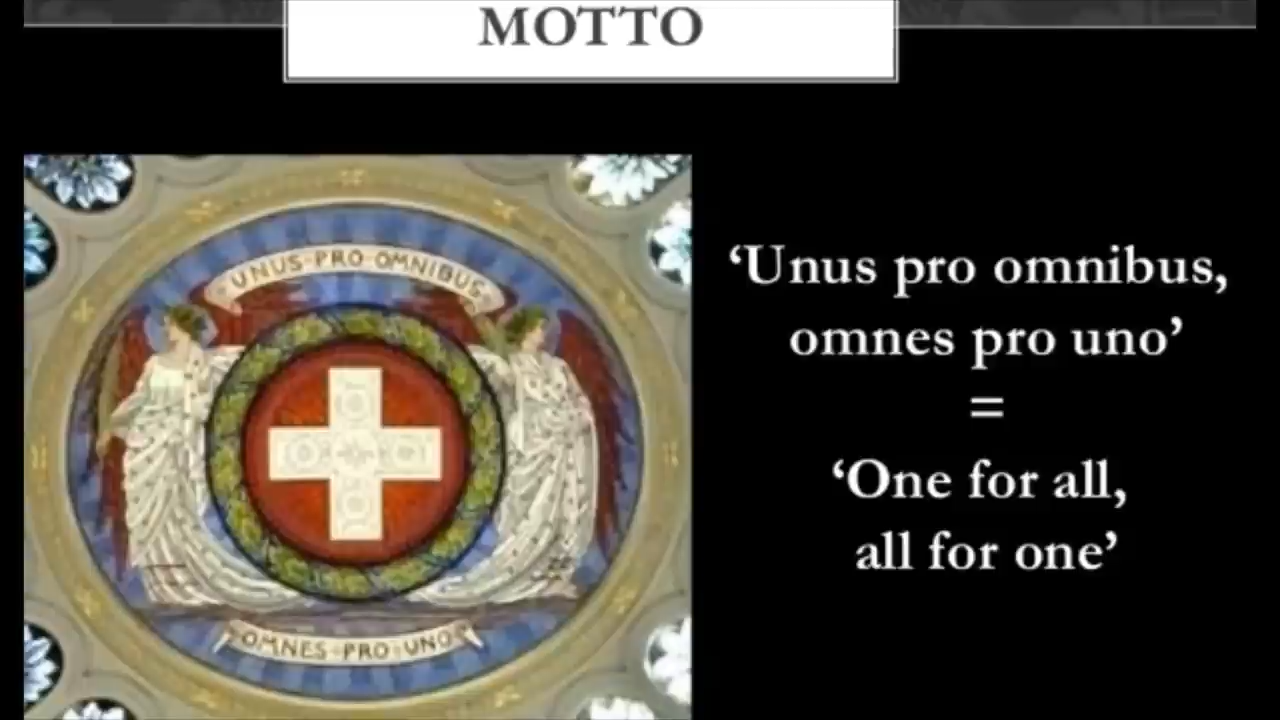 MOTTO
UNUS·PRO·OMNIBUS
OMNES·PRO·UNO
‘Unus pro omnibus,
omnes pro uno’
=
‘One for all,
all for one’